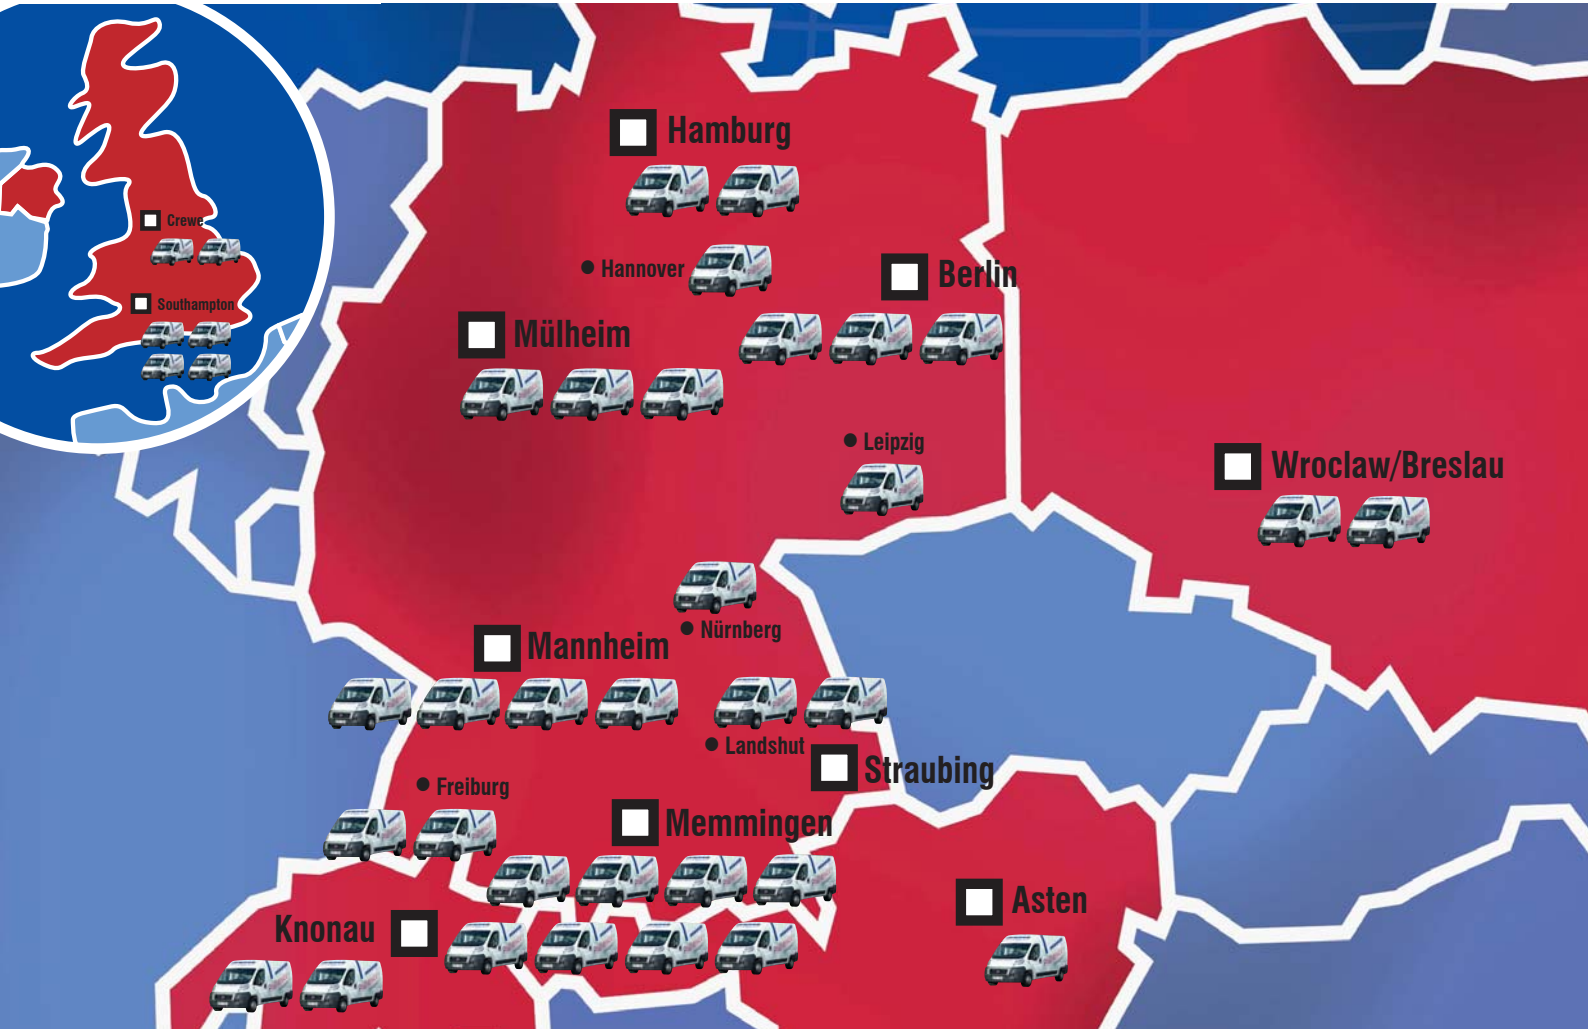 Hamburg
Crewe
Hannover
Berlin
Southampton
Mülheim
Leipzig
Wroclaw/Breslau
Nürnberg
Mannheim
Landshut
Straubing
Freiburg
Memmingen
Asten
Knonau